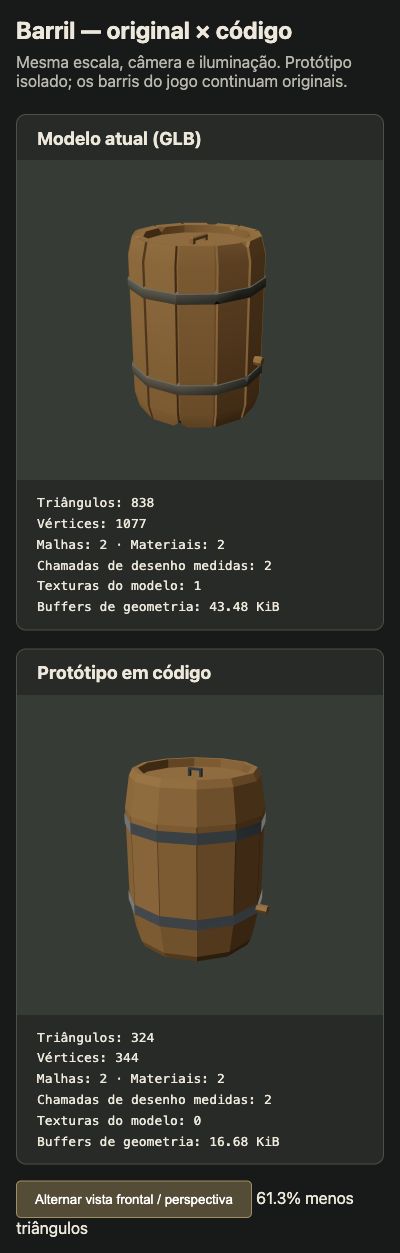 Barril — original × código
Mesma escala, câmera e iluminação. Protótipo
isolado; os barris do jogo continuam originais.
Modelo atual (GLB)
Triângulos: 838
Vértices: 1077
Malhas: 2 · Materiais: 2
Chamadas de desenho medidas: 2
Texturas do modelo: 1
Buffers de geometria: 43.48 KiB
Protótipo em código
Triângulos: 324
Vértices: 344
Malhas: 2 · Materiais: 2
Chamadas de desenho medidas: 2
Texturas do modelo: 0
Buffers de geometria: 16.68 KiB
Alternar vista frontal / perspectiva 61.3% menos
triângulos